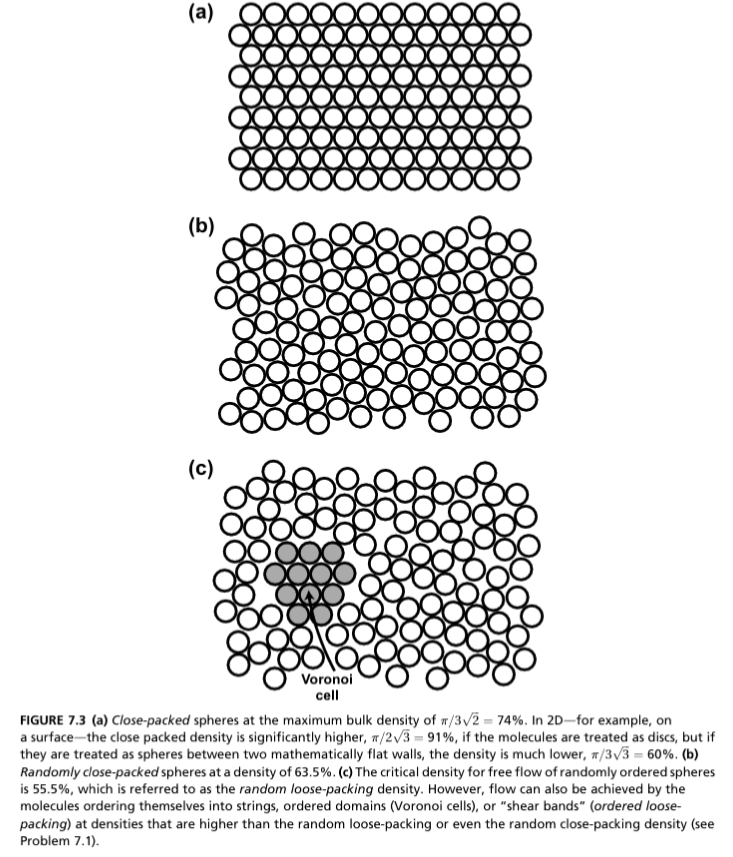 (a)
(b)
(c)
Voronoi
cell
FIGURE 7.3 (a) Close-packed spheres at the maximum bulk density of π/3√2 = 74%. In 2D—for example, on
a surface—the close packed density is significantly higher, π/2√3 = 91%, if the molecules are treated as discs, but if
they are treated as spheres between two mathematically flat walls, the density is much lower, π/3√3 = 60%. (b)
Randomly close-packed spheres at a density of 63.5%. (c) The critical density for free flow of randomly ordered spheres
is 55.5%, which is referred to as the random loose-packing density. However, flow can also be achieved by the
molecules ordering themselves into strings, ordered domains (Voronoi cells), or "shear bands" (ordered loose-
packing) at densities that are higher than the random loose-packing or even the random close-packing density (see
Problem 7.1).